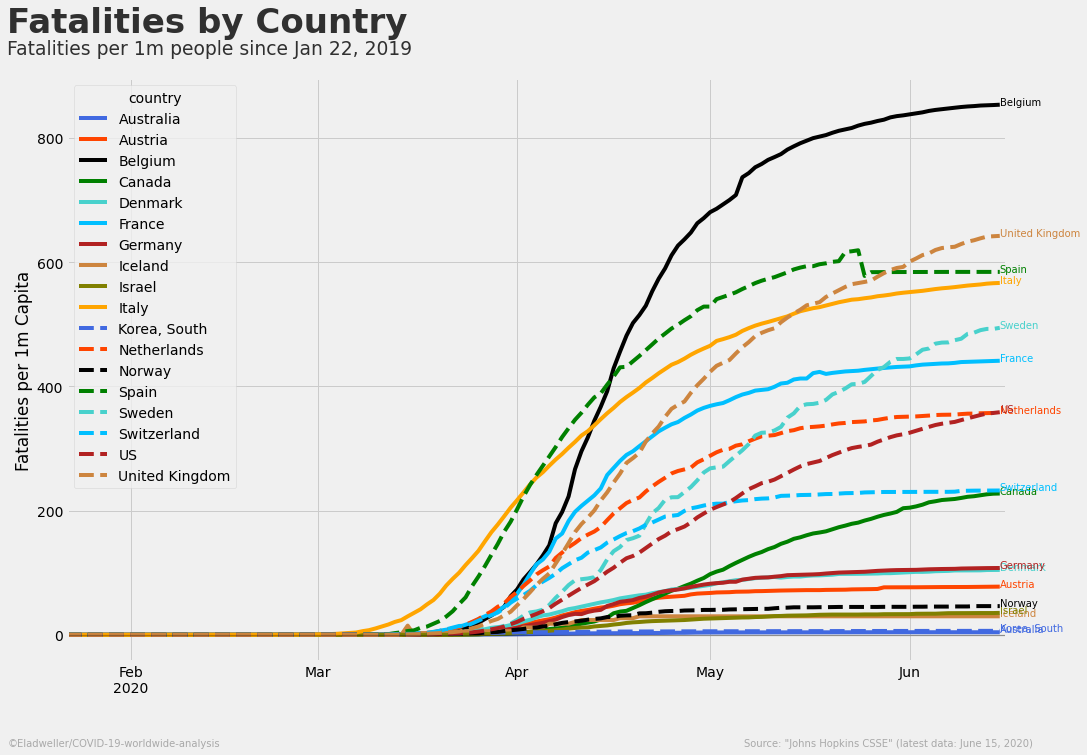 Fatalities by Country
Fatalities per 1m people since Jan 22, 2019
Fatalities per 1m Capita
800
600
400
200
0
country
Australia
Austria
Belgium
Canada
Denmark
France
Germany
Iceland
Israel
Italy
Korea, South
Netherlands
Norway
Spain
Sweden
Switzerland
US
United Kingdom
Belgium
United Kingdom
Spain
Italy
Sweden
France
US
Netherlands
Switzerland
Canada
Germany
Denmark
Austria
Norway
Israel
Iceland
Korea, South
Australia
Feb
2020
Mar
Apr
May
Jun
©Eladweller/COVID-19-worldwide-analysis
Source: "Johns Hopkins CSSE" (latest data: June 15, 2020)